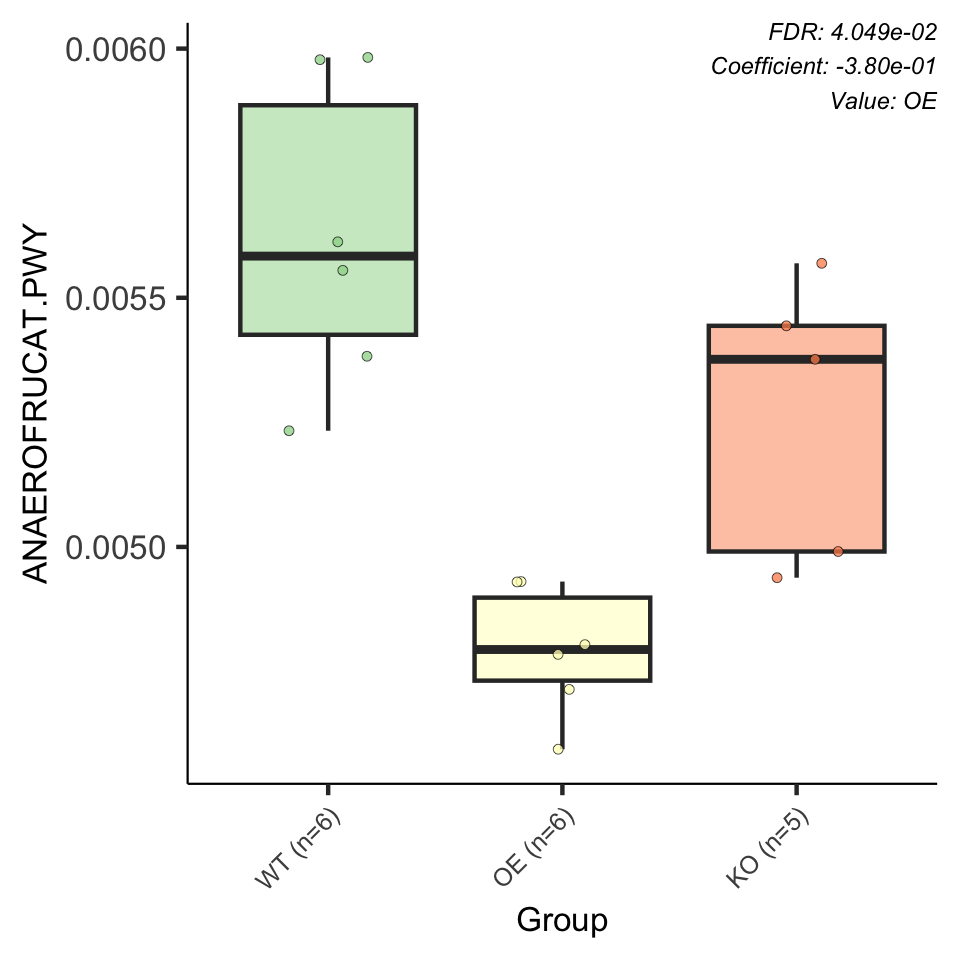 FDR: 4.049e-02
Coefficient: -3.80e-01
Value: OE
ANAEROFRUCAT.PWY
0.0060
0.0055
0.0050
WT (n=6)
OE (n=6)
KO (n=5)
Group